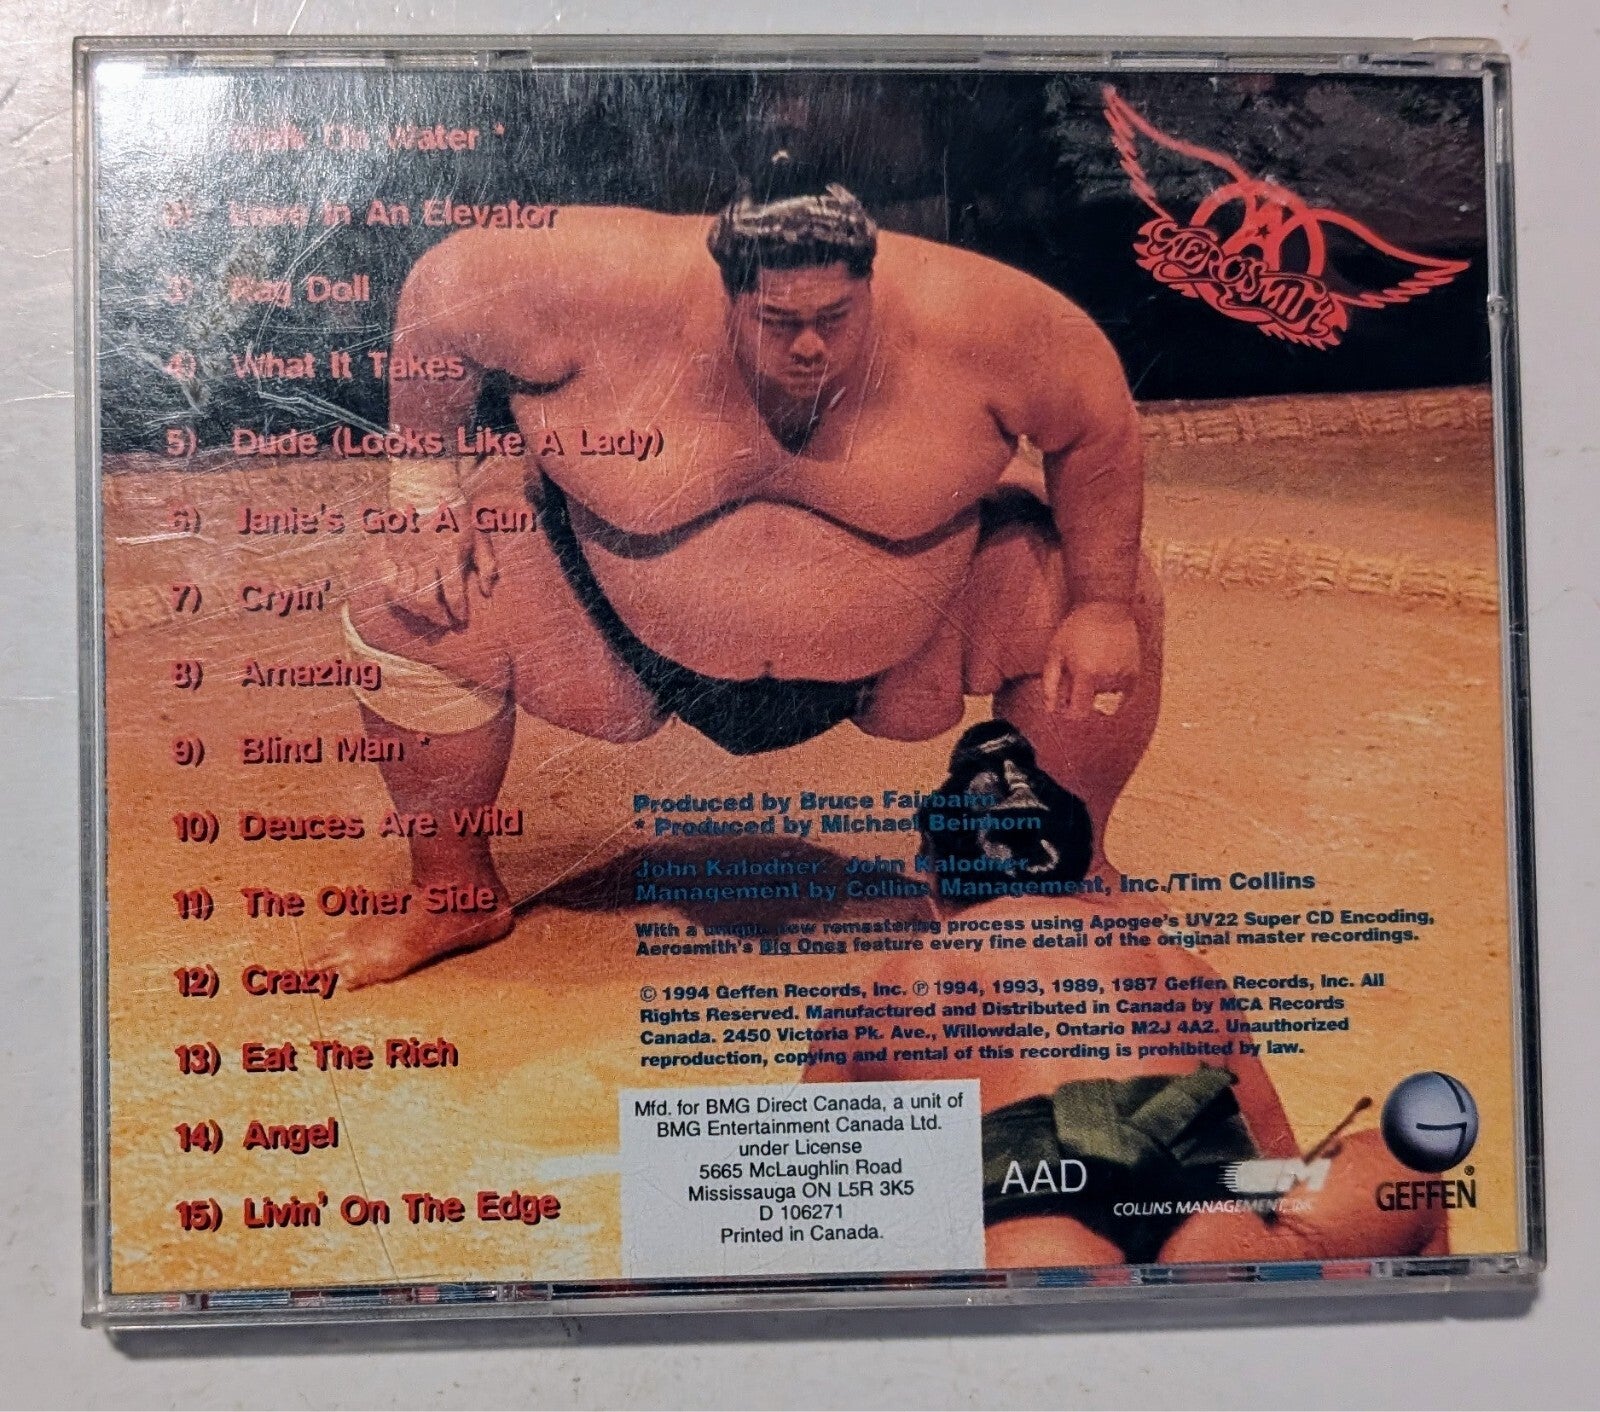 Walk On Water *
2) Love In An Elevator
3) Rag Doll
4) What It Takes
5) Dude (Looks Like A Lady)
6) Janie's Got A Gun
7) Cryin'
8) Amazing
9) Blind Man *
10) Deuces Are Wild
11) The Other Side
12) Crazy
13) Eat The Rich
14) Angel
15) Livin' On The Edge
AEROSMITH
Produced by Bruce Fairbairn
* Produced by Michael Beinhorn
John Kalodner: John Kalodner
Management by Collins Management, Inc./Tim Collins
With a unique new remastering process using Apogee's UV22 Super CD Encoding,
Aerosmith's Big Ones feature every fine detail of the original master recordings.
© 1994 Geffen Records, Inc. ℗ 1994, 1993, 1989, 1987 Geffen Records, Inc. All
Rights Reserved. Manufactured and Distributed in Canada by MCA Records
Canada. 2450 Victoria Pk. Ave., Willowdale, Ontario M2J 4A2. Unauthorized
reproduction, copying and rental of this recording is prohibited by law.
Mfd. for BMG Direct Canada, a unit of
BMG Entertainment Canada Ltd.
under License
5665 McLaughlin Road
Mississauga ON L5R 3K5
D 106271
Printed in Canada.
AAD
CM
COLLINS MANAGEMENT, INC.
G
GEFFEN®